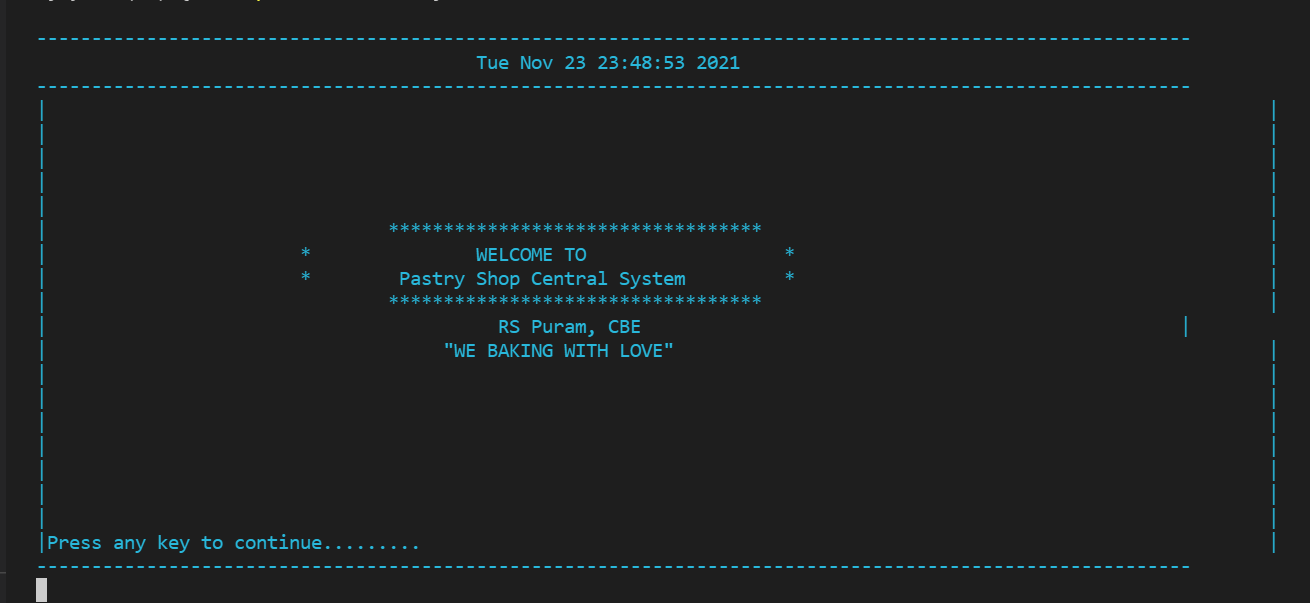 Tue Nov 23 23:48:53 2021
**********************************
* WELCOME TO *
* Pastry Shop Central System *
**********************************
RS Puram, CBE
"WE BAKING WITH LOVE"
Press any key to continue.........